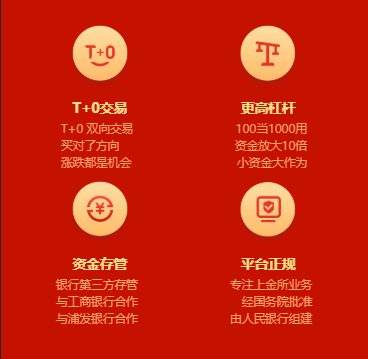 T+0
T+0交易
T+0 双向交易
买对了方向
涨跌都是机会
更高杠杆
100当1000用
资金放大10倍
小资金大作为
¥
资金存管
银行第三方存管
与工商银行合作
与浦发银行合作
平台正规
专注上金所业务
经国务院批准
由人民银行组建